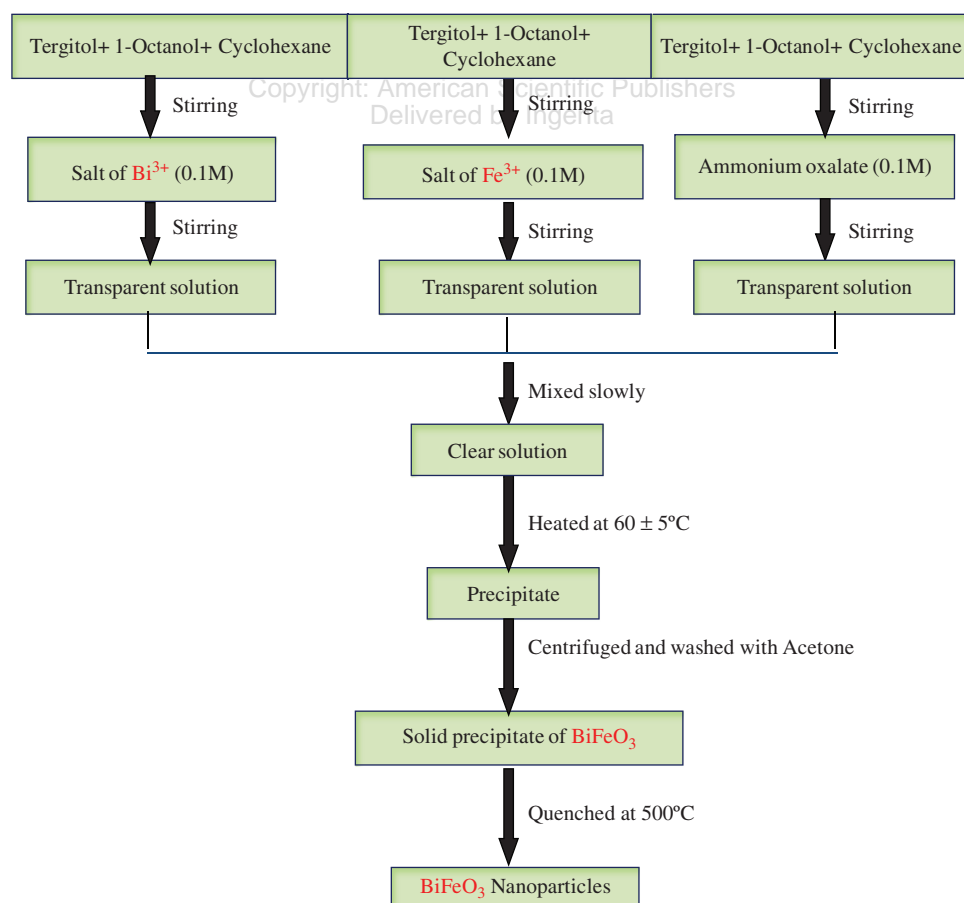 Tergitol+ 1-Octanol+ Cyclohexane
Tergitol+ 1-Octanol+
Cyclohexane
Tergitol+ 1-Octanol+ Cyclohexane
Copyright: American Scientific Publishers
Delivered by Ingenta
Stirring
Stirring
Stirring
Salt of Bi³⁺ (0.1M)
Salt of Fe³⁺ (0.1M)
Ammonium oxalate (0.1M)
Stirring
Stirring
Stirring
Transparent solution
Transparent solution
Transparent solution
Mixed slowly
Clear solution
Heated at 60 ± 5ºC
Precipitate
Centrifuged and washed with Acetone
Solid precipitate of BiFeO₃
Quenched at 500ºC
BiFeO₃ Nanoparticles